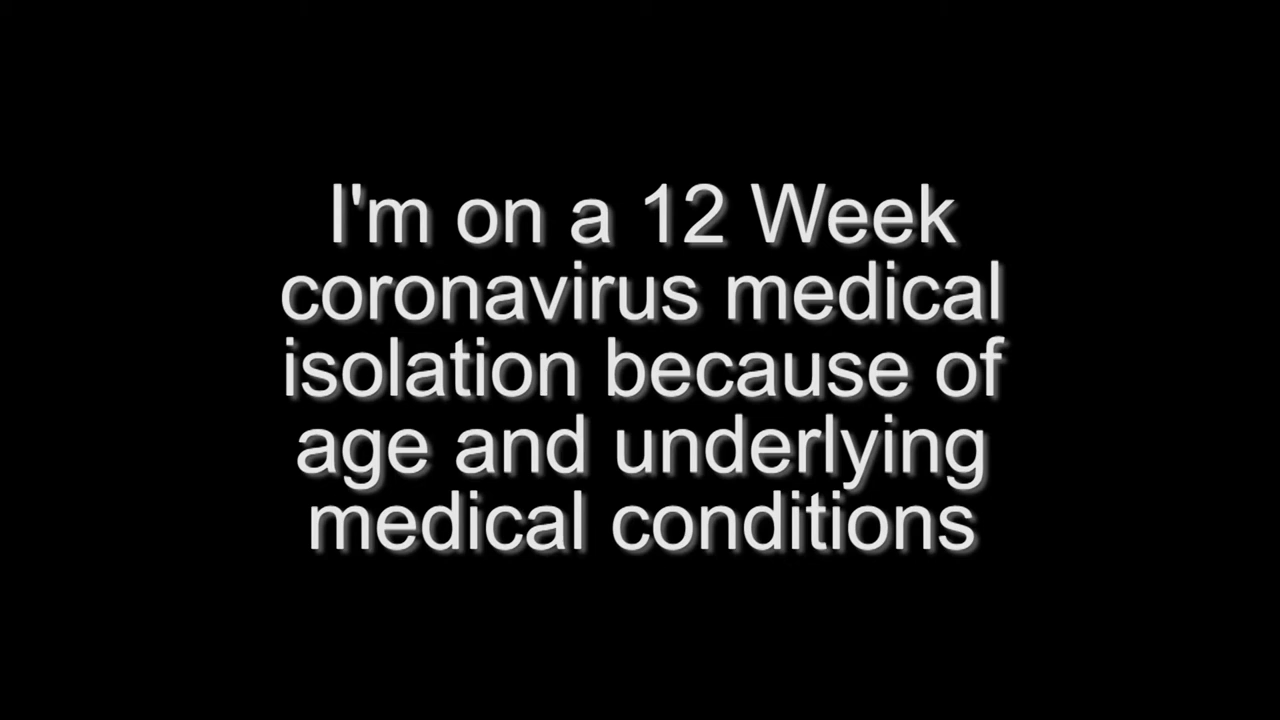 I'm on a 12 Week
coronavirus medical
isolation because of
age and underlying
medical conditions